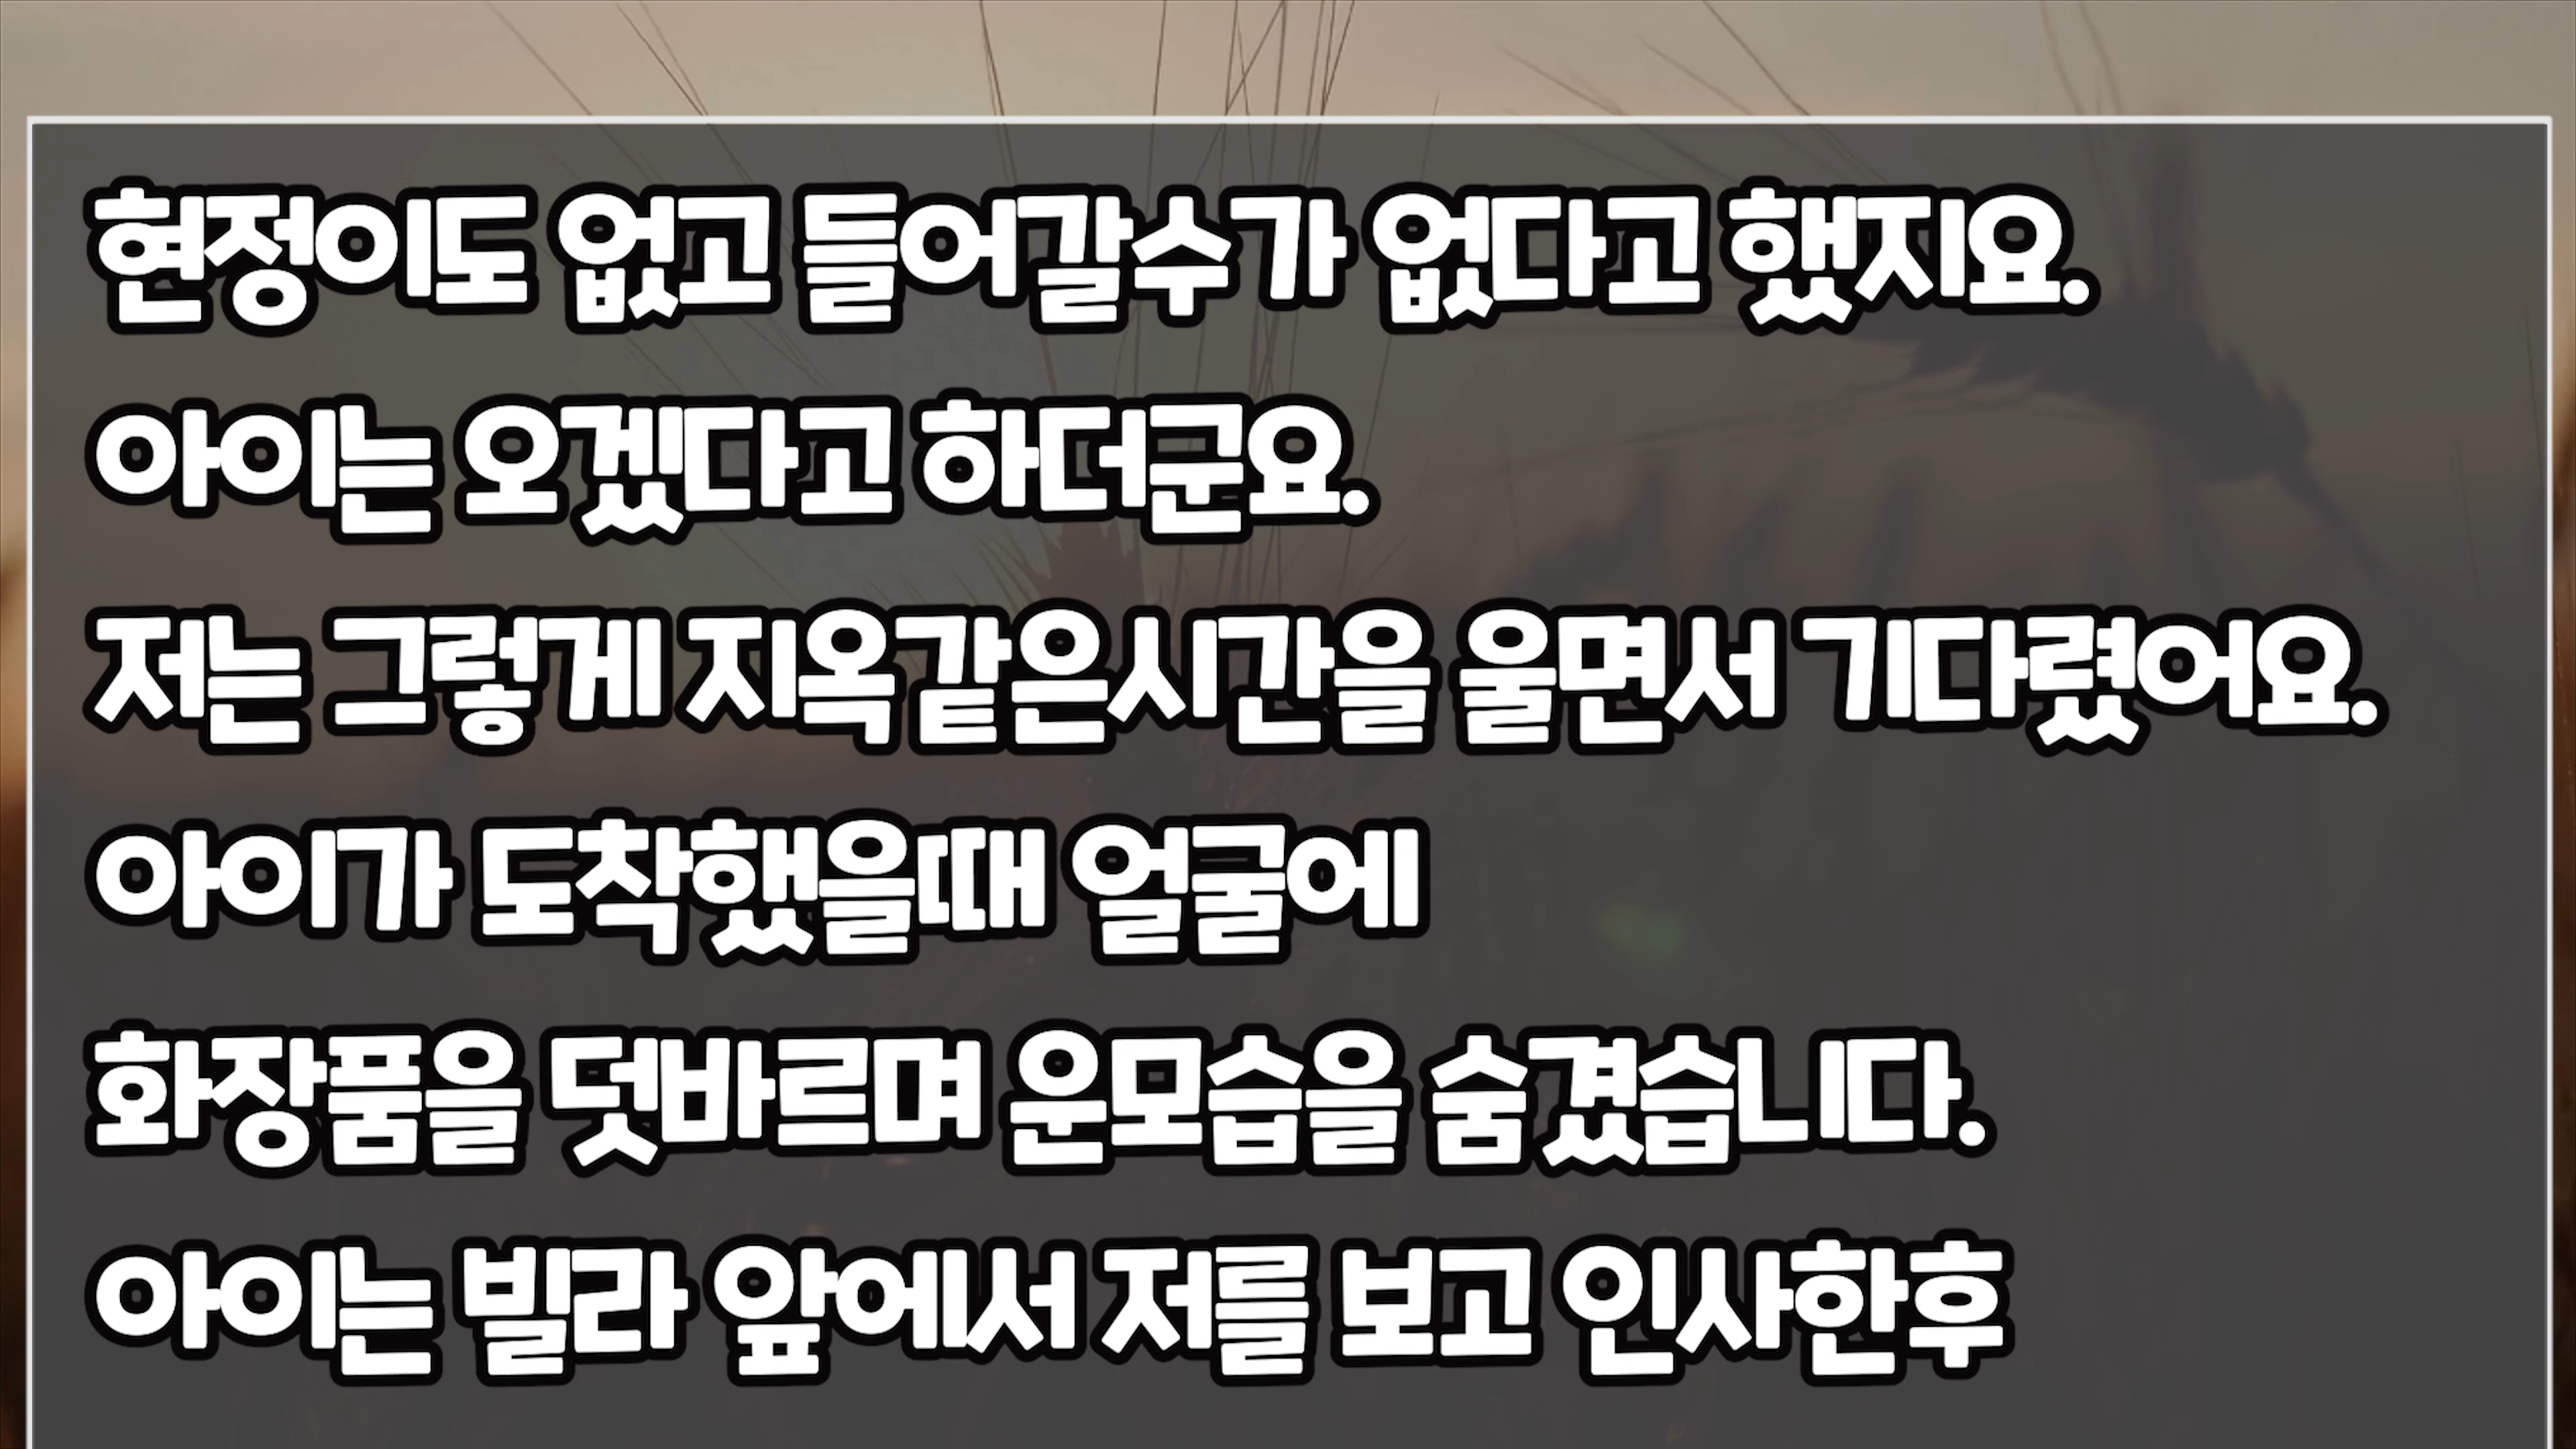 현정이도 없고 들어갈수가 없다고 했지요.
아이는 오겠다고 하더군요.
저는 그렇게 지옥같은시간을 울면서 기다렸어요.
아이가 도착했을때 얼굴에
화장품을 덧바르며 운모습을 숨겼습니다.
아이는 빌라 앞에서 저를 보고 인사한후